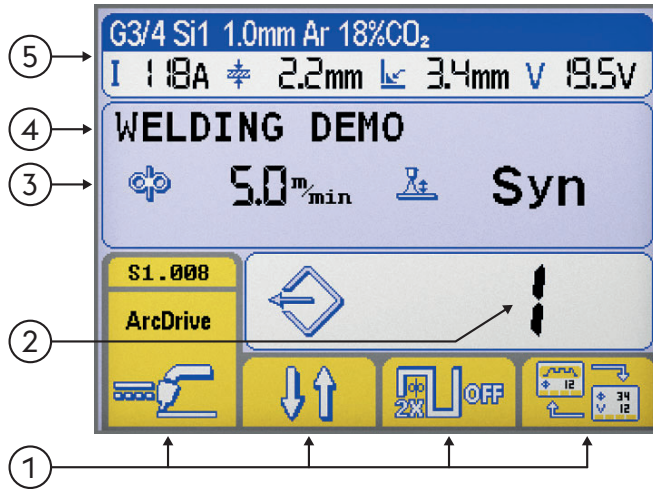 G3/4 Si1 1.0mm Ar 18%CO₂
I 118A 2.2mm 3.4mm V 19.5V
WELDING DEMO
5.0 m/min Syn
S1.008
ArcDrive
1
2X OFF
12
34
V 12
5
4
3
2
1